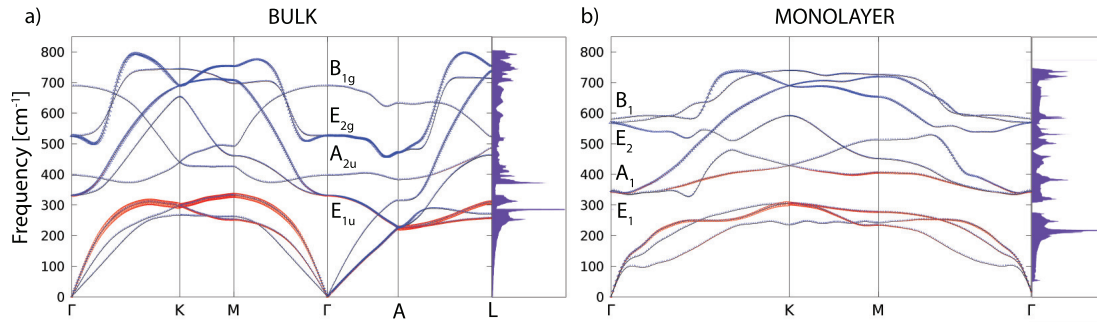 a) BULK
b) MONOLAYER
Frequency [cm⁻¹]
800
700
600
500
400
300
200
100
0
B1g
E2g
A2u
E1u
Γ K M Γ A L
800
700
600
500
400
300
200
100
0
B1
E2
A1
E1
Γ K M Γ